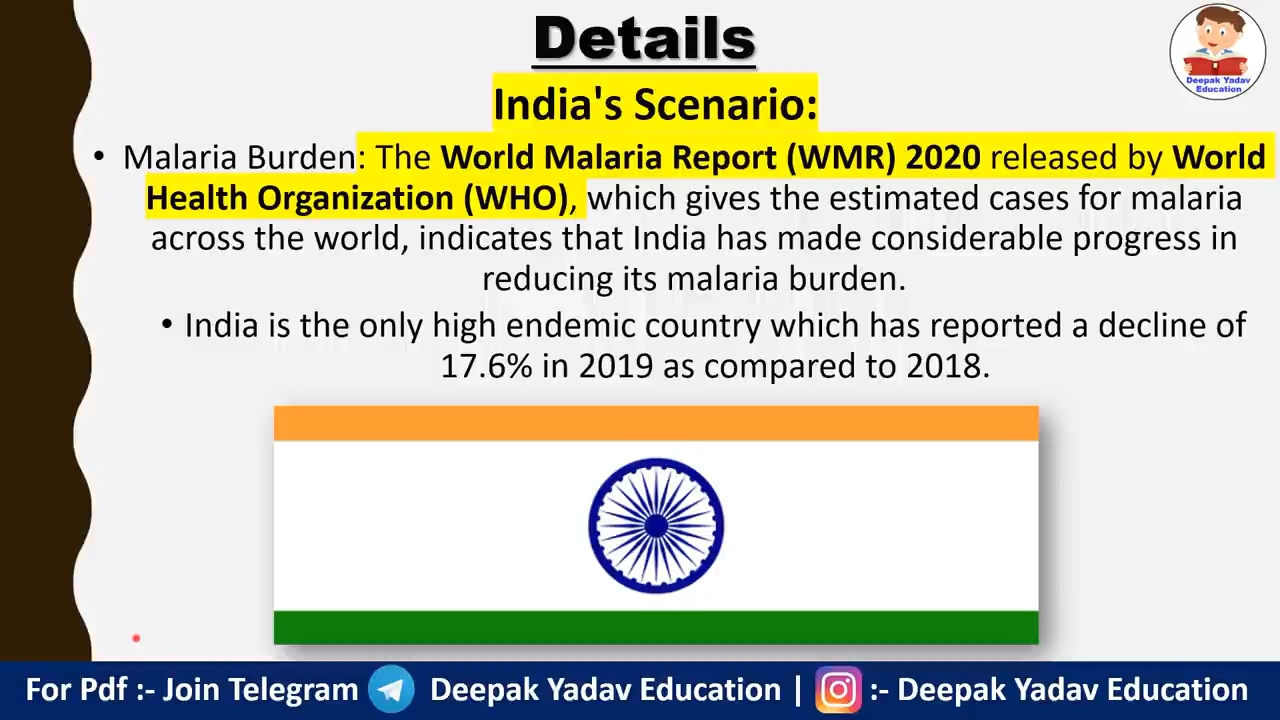 Details
Deepak Yadav
Education
India's Scenario:
• Malaria Burden: The World Malaria Report (WMR) 2020 released by World
Health Organization (WHO), which gives the estimated cases for malaria
across the world, indicates that India has made considerable progress in
reducing its malaria burden.
• India is the only high endemic country which has reported a decline of
17.6% in 2019 as compared to 2018.
For Pdf :- Join Telegram Deepak Yadav Education | :- Deepak Yadav Education